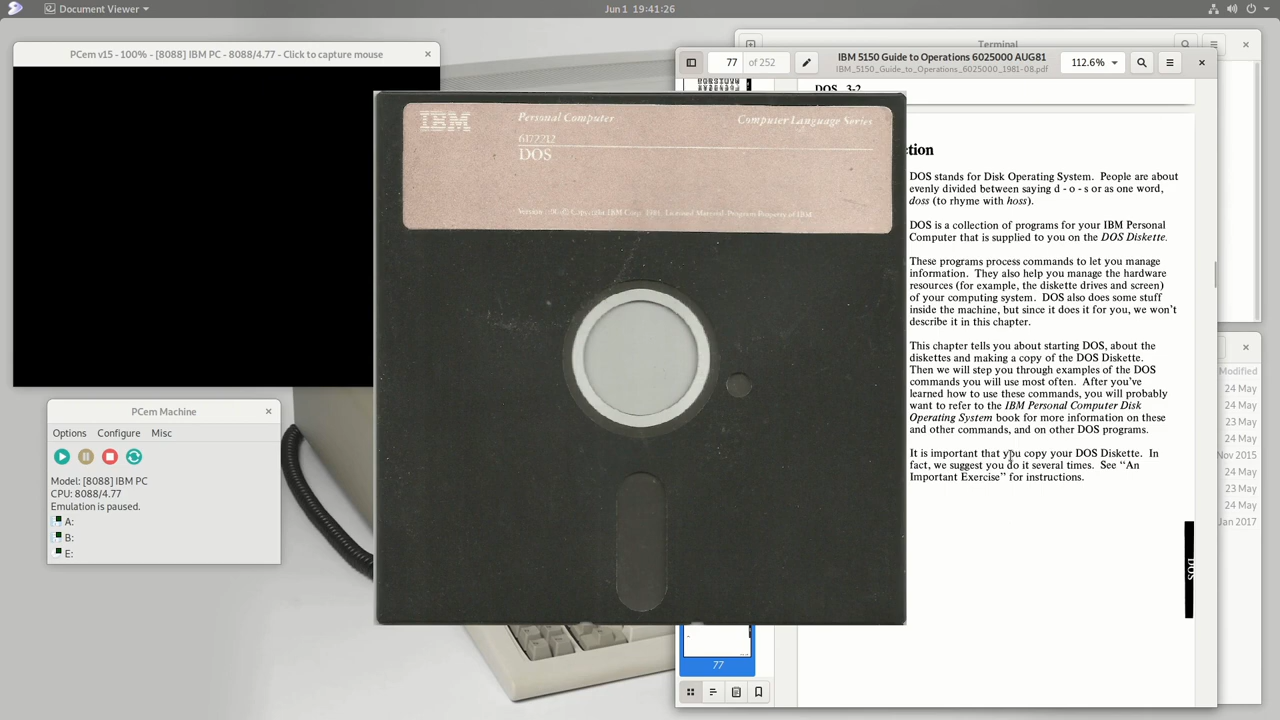 Document Viewer
Jun 1 19:41:26
PCem v15 - 100% - [8088] IBM PC - 8088/4.77 - Click to capture mouse
Terminal
77 of 252
IBM 5150 Guide to Operations 6025000 AUG81
IBM_5150_Guide_to_Operations_6025000_1981-08.pdf
112.6%
DOS 3-2
IBM
Personal Computer
Computer Language Series
6172212
DOS
Version Copyright IBM Corp. 1981 Licensed Material-Program Property of IBM
ction
DOS stands for Disk Operating System. People are about
evenly divided between saying d - o - s or as one word,
doss (to rhyme with hoss).
DOS is a collection of programs for your IBM Personal
Computer that is supplied to you on the DOS Diskette.
These programs process commands to let you manage
information. They also help you manage the hardware
resources (for example, the diskette drives and screen)
of your computing system. DOS also does some stuff
inside the machine, but since it does it for you, we won't
describe it in this chapter.
This chapter tells you about starting DOS, about the
diskettes and making a copy of the DOS Diskette.
Then we will step you through examples of the DOS
commands you will use most often. After you've
learned how to use these commands, you will probably
want to refer to the IBM Personal Computer Disk
Operating System book for more information on these
and other commands, and on other DOS programs.
It is important that you copy your DOS Diskette. In
fact, we suggest you do it several times. See “An
Important Exercise” for instructions.
DOS
77
PCem Machine
Options Configure Misc
Model: [8088] IBM PC
CPU: 8088/4.77
Emulation is paused.
A:
B:
E:
Modified
24 May
24 May
23 May
24 May
Nov 2015
24 May
23 May
24 May
Jan 2017